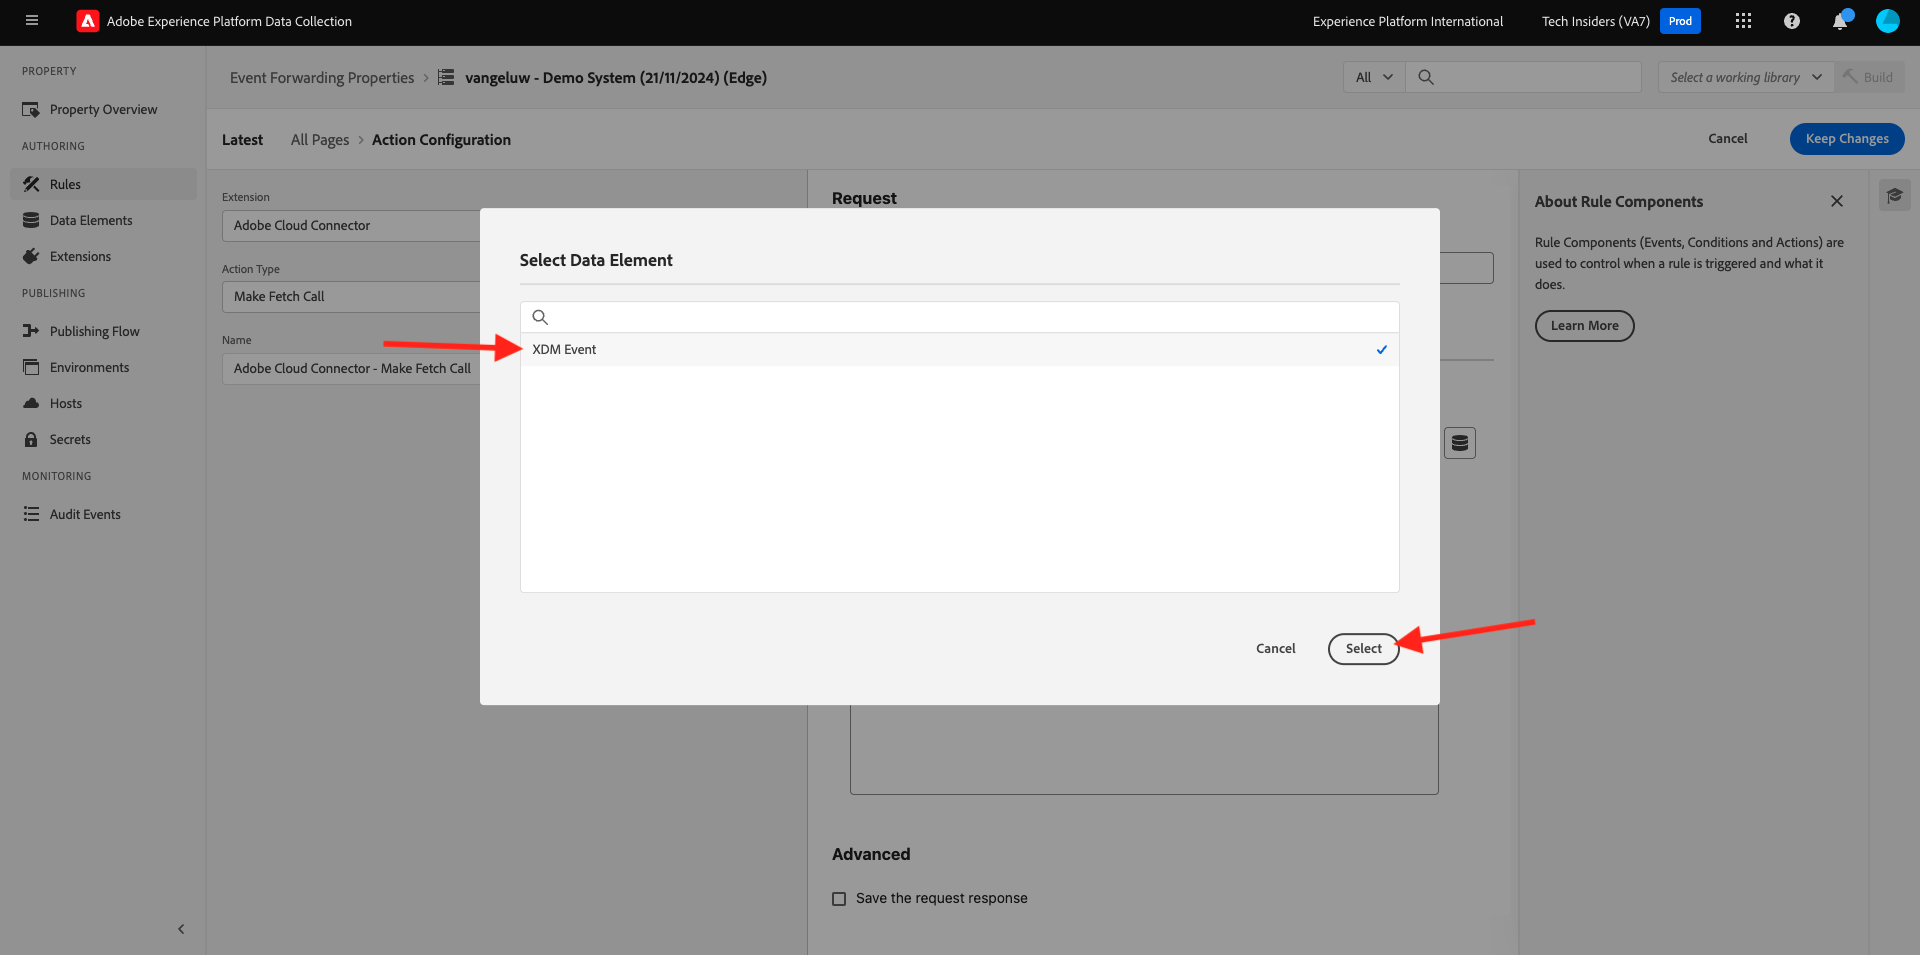 Adobe Experience Platform Data Collection
Experience Platform International
Tech Insiders (VA7)
Prod
PROPERTY
Property Overview
AUTHORING
Rules
Data Elements
Extensions
PUBLISHING
Publishing Flow
Environments
Hosts
Secrets
MONITORING
Audit Events
Event Forwarding Properties
vangeluw - Demo System (21/11/2024) (Edge)
All
Select a working library
Build
Latest
All Pages
Action Configuration
Cancel
Keep Changes
Extension
Adobe Cloud Connector
Action Type
Make Fetch Call
Name
Adobe Cloud Connector - Make Fetch Call
Request
Select Data Element
XDM Event
Cancel
Select
Advanced
Save the request response
About Rule Components
Rule Components (Events, Conditions and Actions) are
used to control when a rule is triggered and what it
does.
Learn More